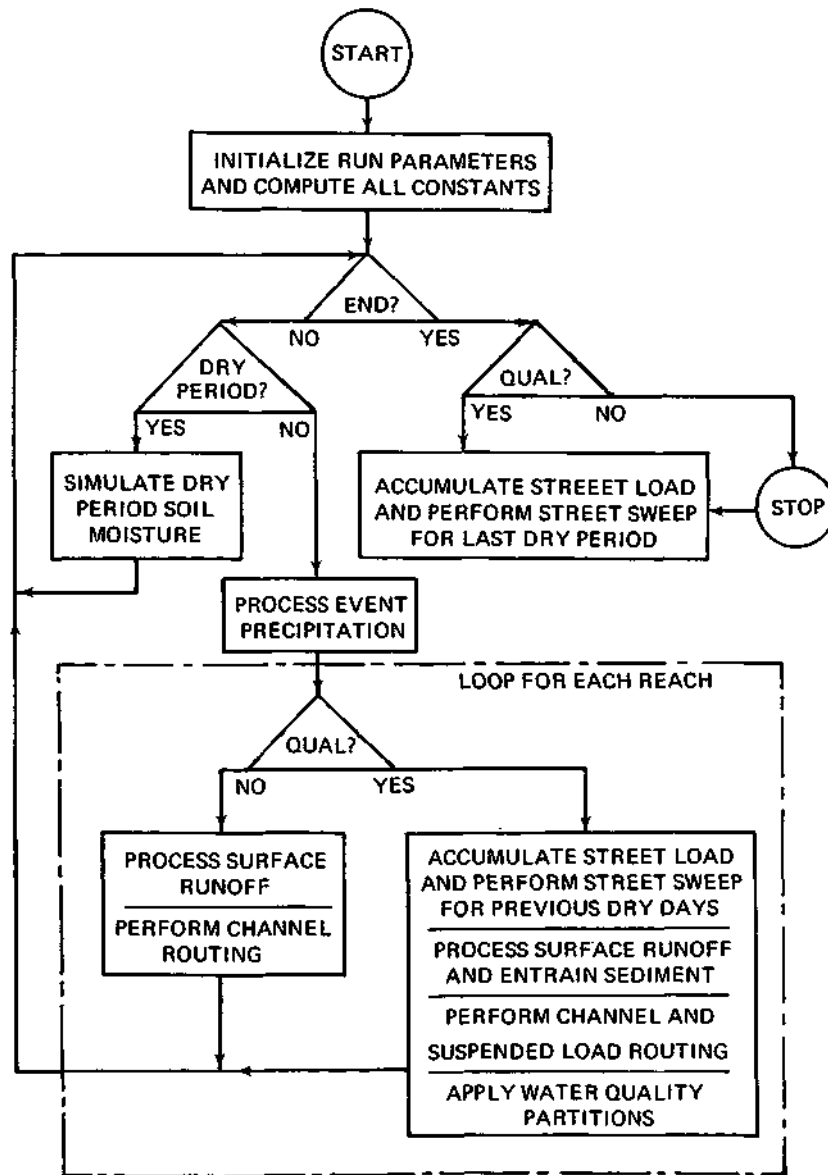 START
INITIALIZE RUN PARAMETERS
AND COMPUTE ALL CONSTANTS
END?
NO
YES
DRY
PERIOD?
YES
NO
QUAL?
YES
NO
SIMULATE DRY
PERIOD SOIL
MOISTURE
ACCUMULATE STREEET LOAD
AND PERFORM STREET SWEEP
FOR LAST DRY PERIOD
STOP
PROCESS EVENT
PRECIPITATION
LOOP FOR EACH REACH
QUAL?
NO
YES
PROCESS SURFACE
RUNOFF
PERFORM CHANNEL
ROUTING
ACCUMULATE STREET LOAD
AND PERFORM STREET SWEEP
FOR PREVIOUS DRY DAYS
PROCESS SURFACE RUNOFF
AND ENTRAIN SEDIMENT
PERFORM CHANNEL AND
SUSPENDED LOAD ROUTING
APPLY WATER QUALITY
PARTITIONS